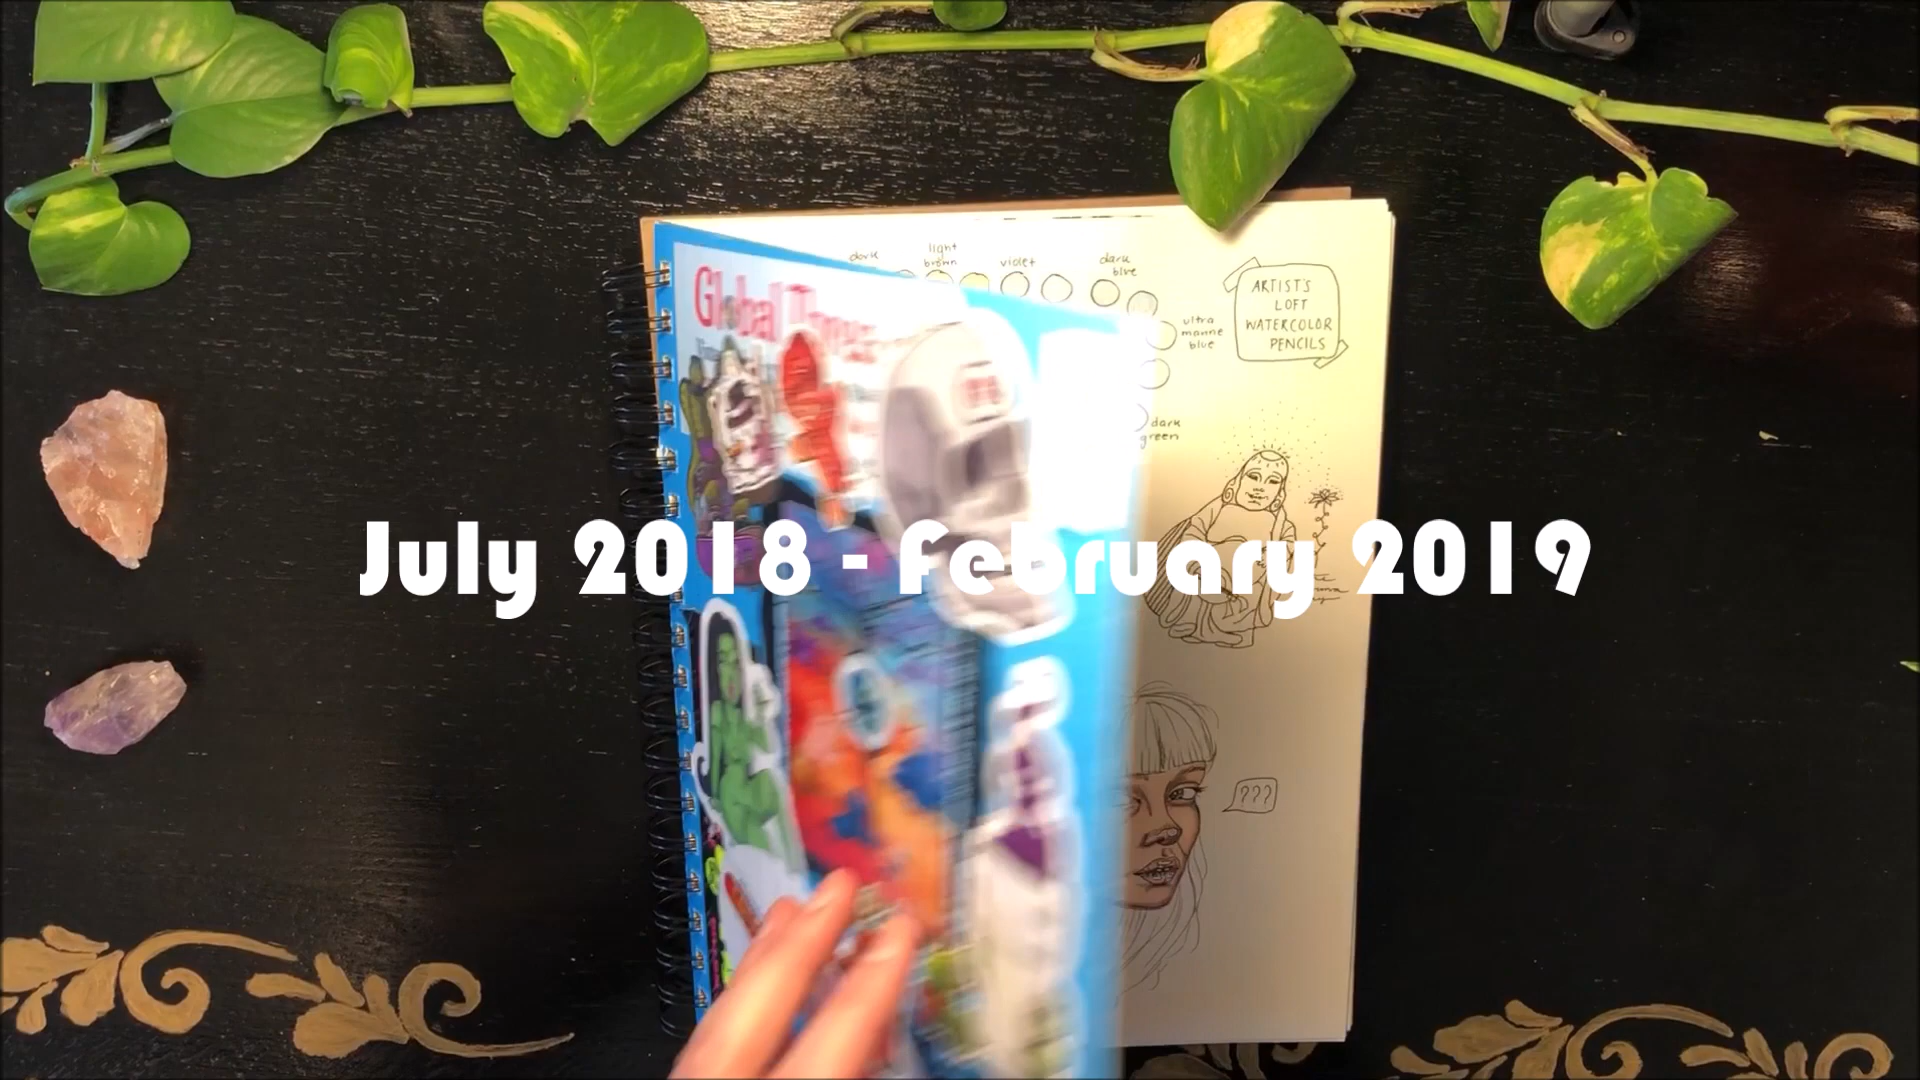 dark
light
brown
violet
dark
blue
ARTIST'S
LOFT
WATERCOLOR
PENCILS
ultra
marine
blue
Global
dark
green
July 2018 - February 2019
???